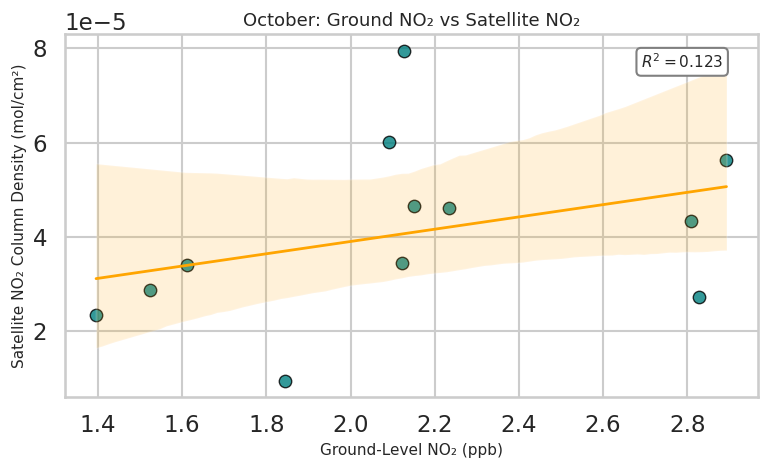 October: Ground NO₂ vs Satellite NO₂
1e−5
R² = 0.123
8
6
4
2
Satellite NO₂ Column Density (mol/cm²)
1.4 1.6 1.8 2.0 2.2 2.4 2.6 2.8
Ground-Level NO₂ (ppb)